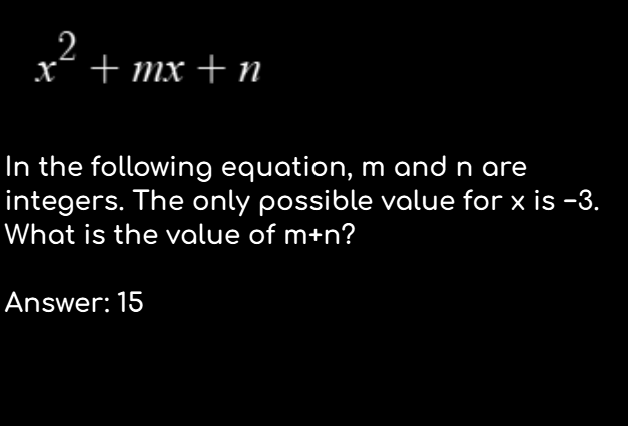 x² + mx + n
In the following equation, m and n are
integers. The only possible value for x is -3.
What is the value of m+n?
Answer: 15